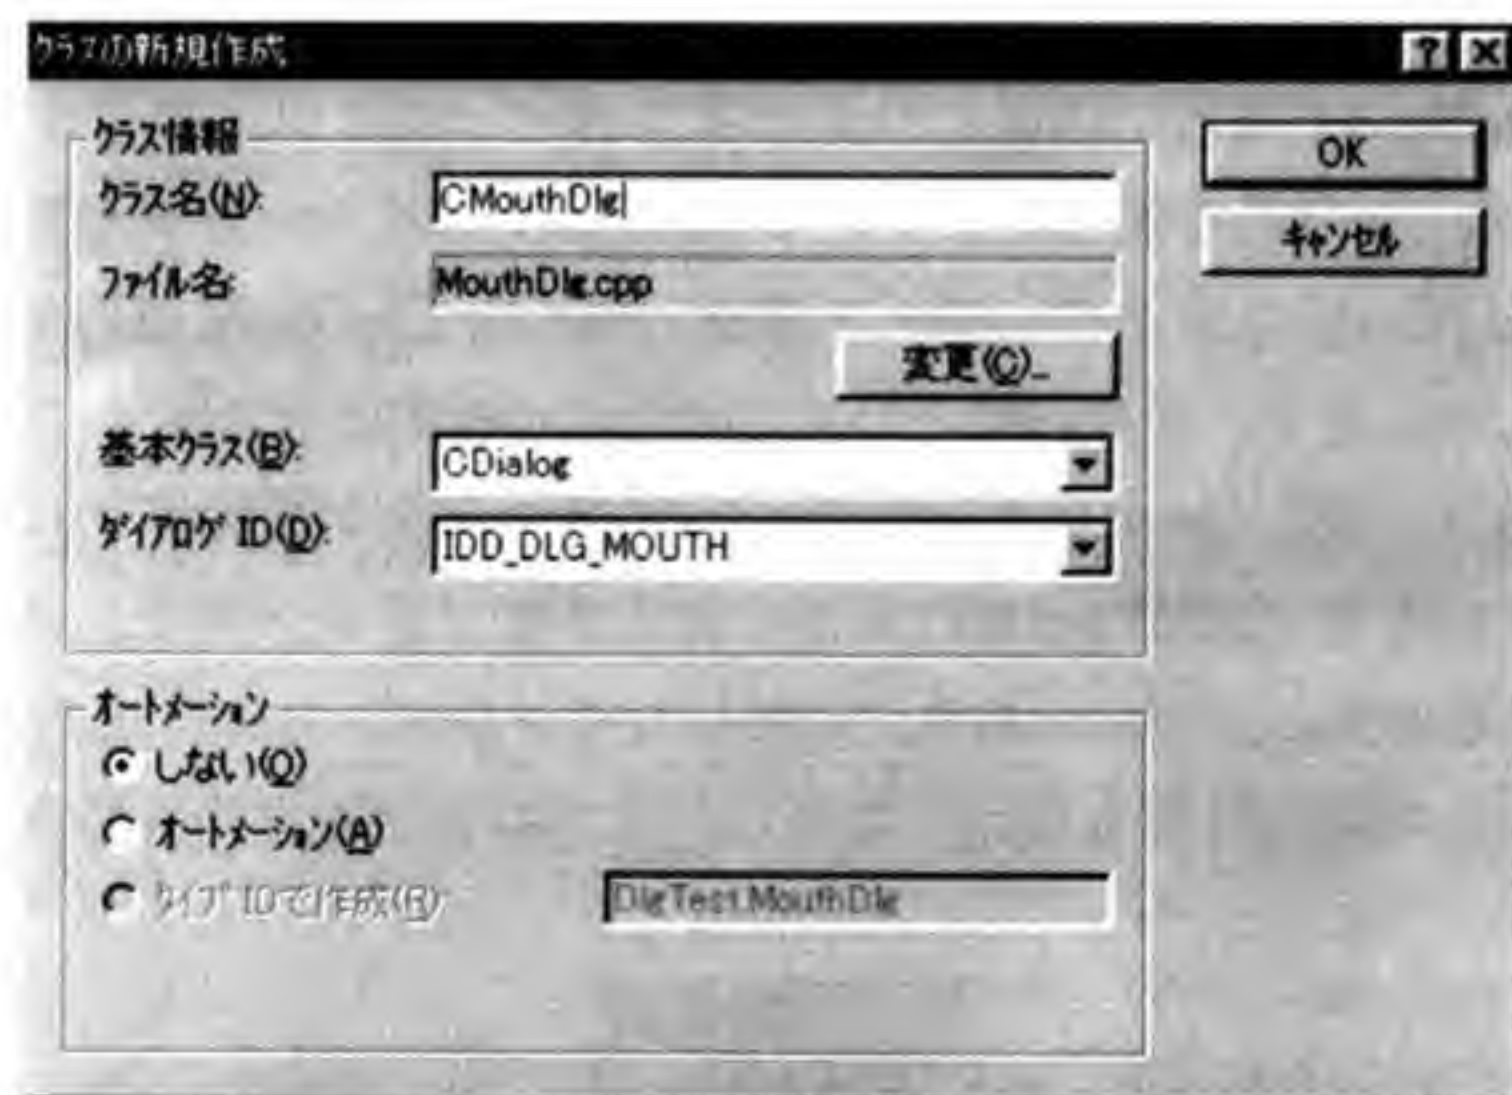 クラスの新規作成
クラス情報
クラス名(N):
CMouthDlg
OK
キャンセル
ファイル名:
MouthDlg.cpp
変更(C)...
基本クラス(B):
CDialog
ダイアログ ID(D):
IDD_DLG_MOUTH
オートメーション
しない(O)
オートメーション(A)
タイプ IDで作成(R):
DlgTest.MouthDlg